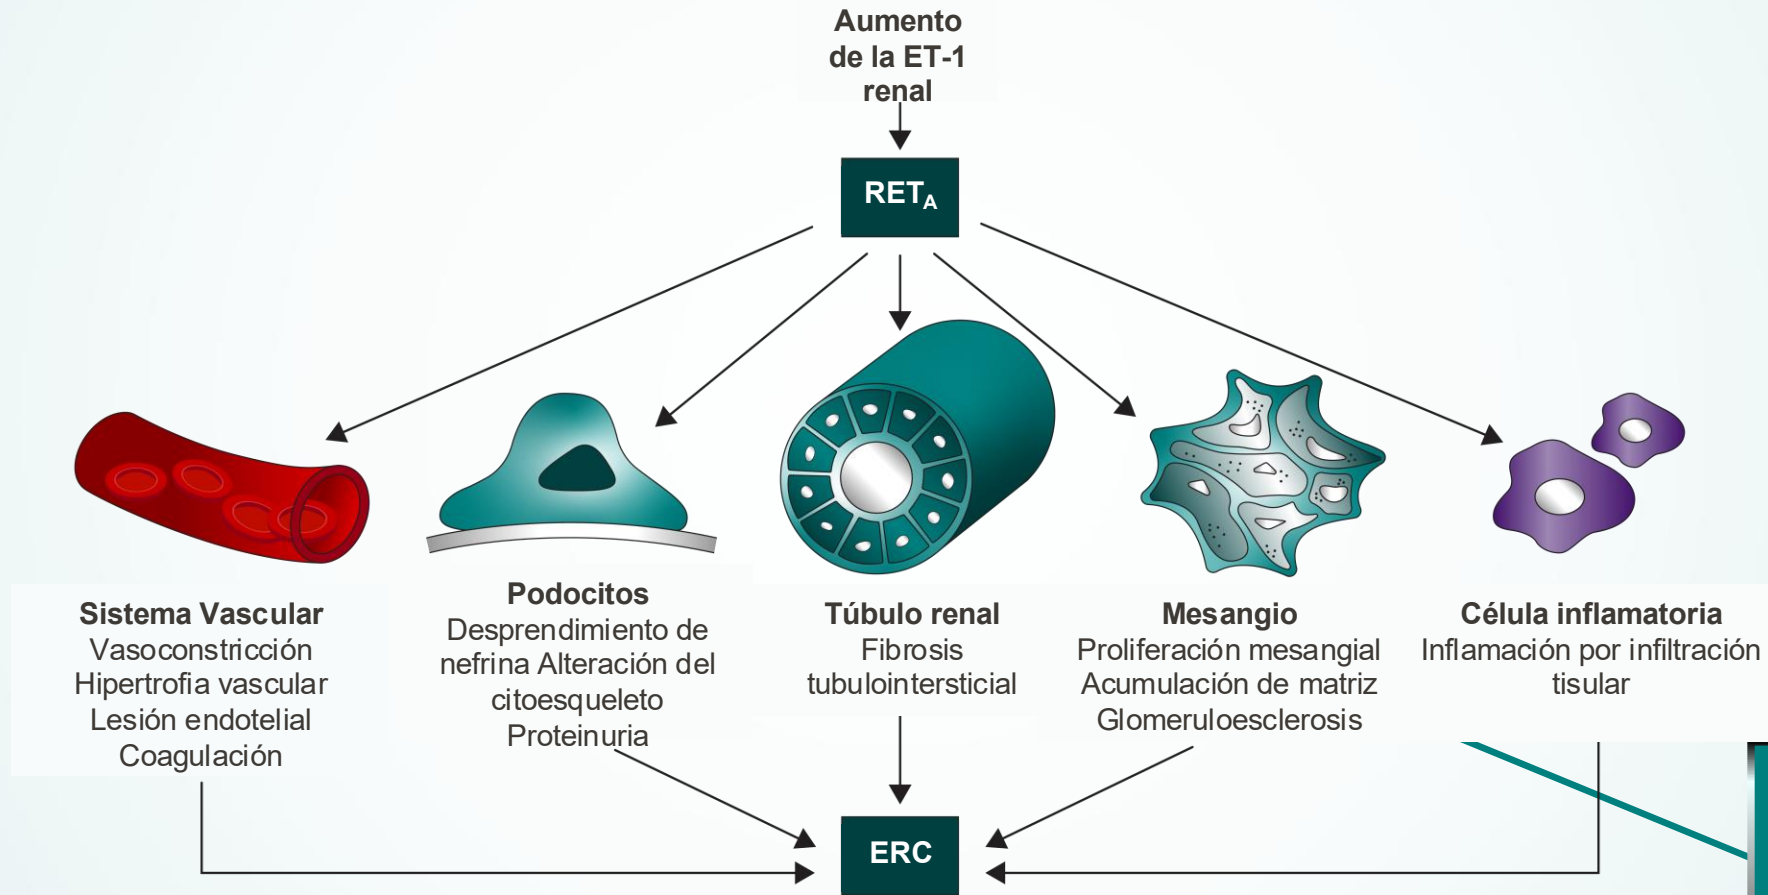 Aumento
de la ET-1
renal
RETA
Sistema Vascular
Vasoconstricción
Hipertrofia vascular
Lesión endotelial
Coagulación
Podocitos
Desprendimiento de
nefrina Alteración del
citoesqueleto
Proteinuria
Túbulo renal
Fibrosis
tubulointersticial
Mesangio
Proliferación mesangial
Acumulación de matriz
Glomeruloesclerosis
Célula inflamatoria
Inflamación por infiltración
tisular
ERC